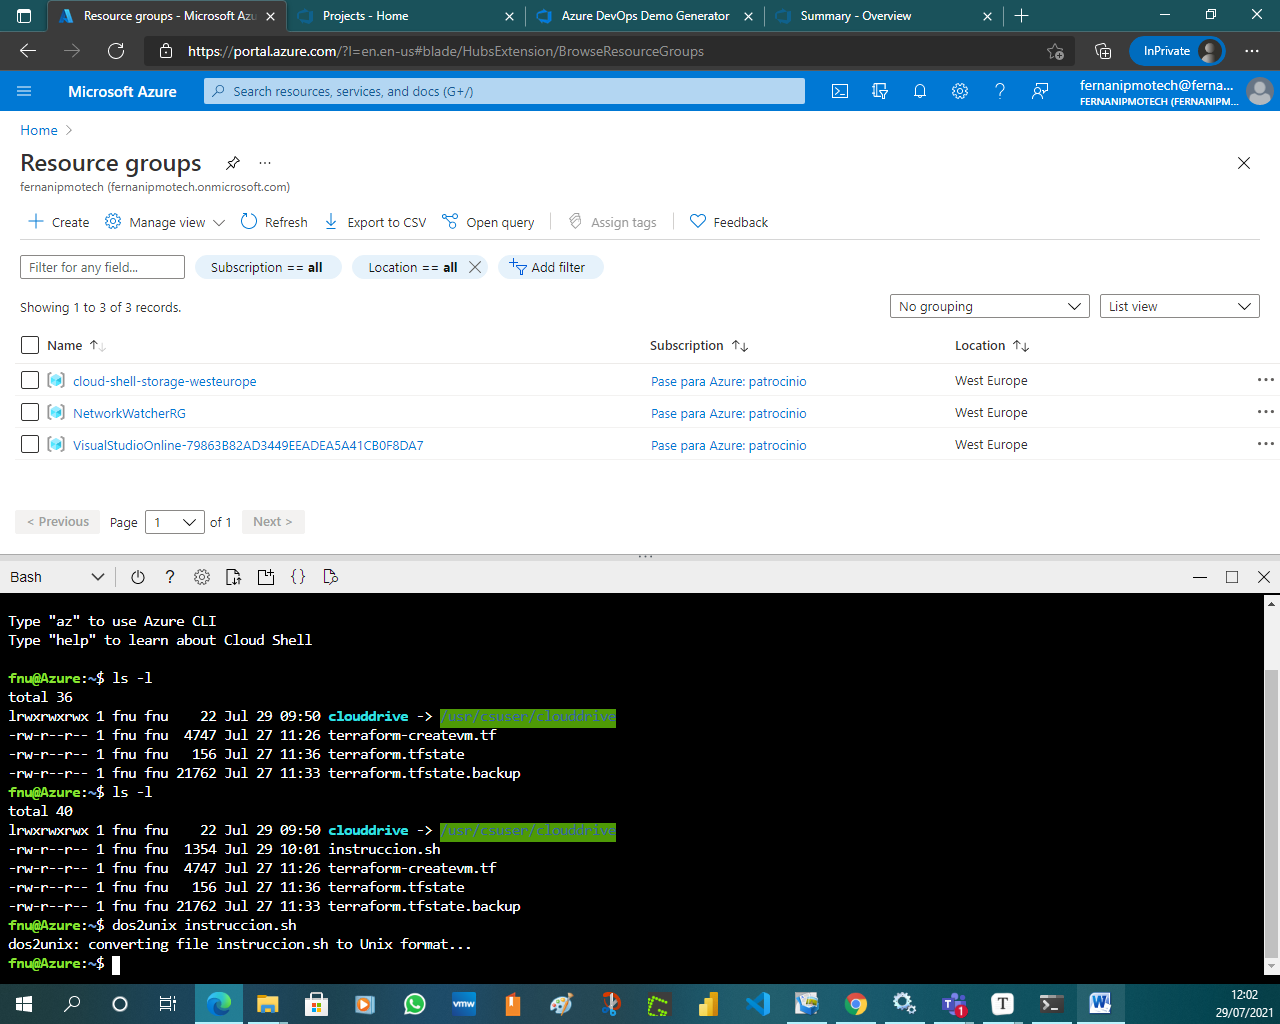 Resource groups - Microsoft Azu
Projects - Home
Azure DevOps Demo Generator
Summary - Overview
https://portal.azure.com/?l=en.en-us#blade/HubsExtension/BrowseResourceGroups
InPrivate
Microsoft Azure
Search resources, services, and docs (G+/)
fernanipmotech@ferna...
FERNANIPMOTECH (FERNANIPM...
Home
Resource groups
fernanipmotech (fernanipmotech.onmicrosoft.com)
Create
Manage view
Refresh
Export to CSV
Open query
Assign tags
Feedback
Filter for any field...
Subscription == all
Location == all
Add filter
Showing 1 to 3 of 3 records.
No grouping
List view
Name
Subscription
Location
cloud-shell-storage-westeurope
Pase para Azure: patrocinio
West Europe
NetworkWatcherRG
Pase para Azure: patrocinio
West Europe
VisualStudioOnline-79863B82AD3449EEADEA5A41CB0F8DA7
Pase para Azure: patrocinio
West Europe
< Previous
Page
1
of 1
Next >
Bash
Type "az" to use Azure CLI
Type "help" to learn about Cloud Shell
fnu@Azure:~$ ls -l
total 36
lrwxrwxrwx 1 fnu fnu    22 Jul 29 09:50 clouddrive -> /usr/csuser/clouddrive
-rw-r--r-- 1 fnu fnu  4747 Jul 27 11:26 terraform-createvm.tf
-rw-r--r-- 1 fnu fnu   156 Jul 27 11:36 terraform.tfstate
-rw-r--r-- 1 fnu fnu 21762 Jul 27 11:33 terraform.tfstate.backup
fnu@Azure:~$ ls -l
total 40
lrwxrwxrwx 1 fnu fnu    22 Jul 29 09:50 clouddrive -> /usr/csuser/clouddrive
-rw-r--r-- 1 fnu fnu  1354 Jul 29 10:01 instruccion.sh
-rw-r--r-- 1 fnu fnu  4747 Jul 27 11:26 terraform-createvm.tf
-rw-r--r-- 1 fnu fnu   156 Jul 27 11:36 terraform.tfstate
-rw-r--r-- 1 fnu fnu 21762 Jul 27 11:33 terraform.tfstate.backup
fnu@Azure:~$ dos2unix instruccion.sh
dos2unix: converting file instruccion.sh to Unix format...
fnu@Azure:~$
vmw
1
T
12:02
29/07/2021